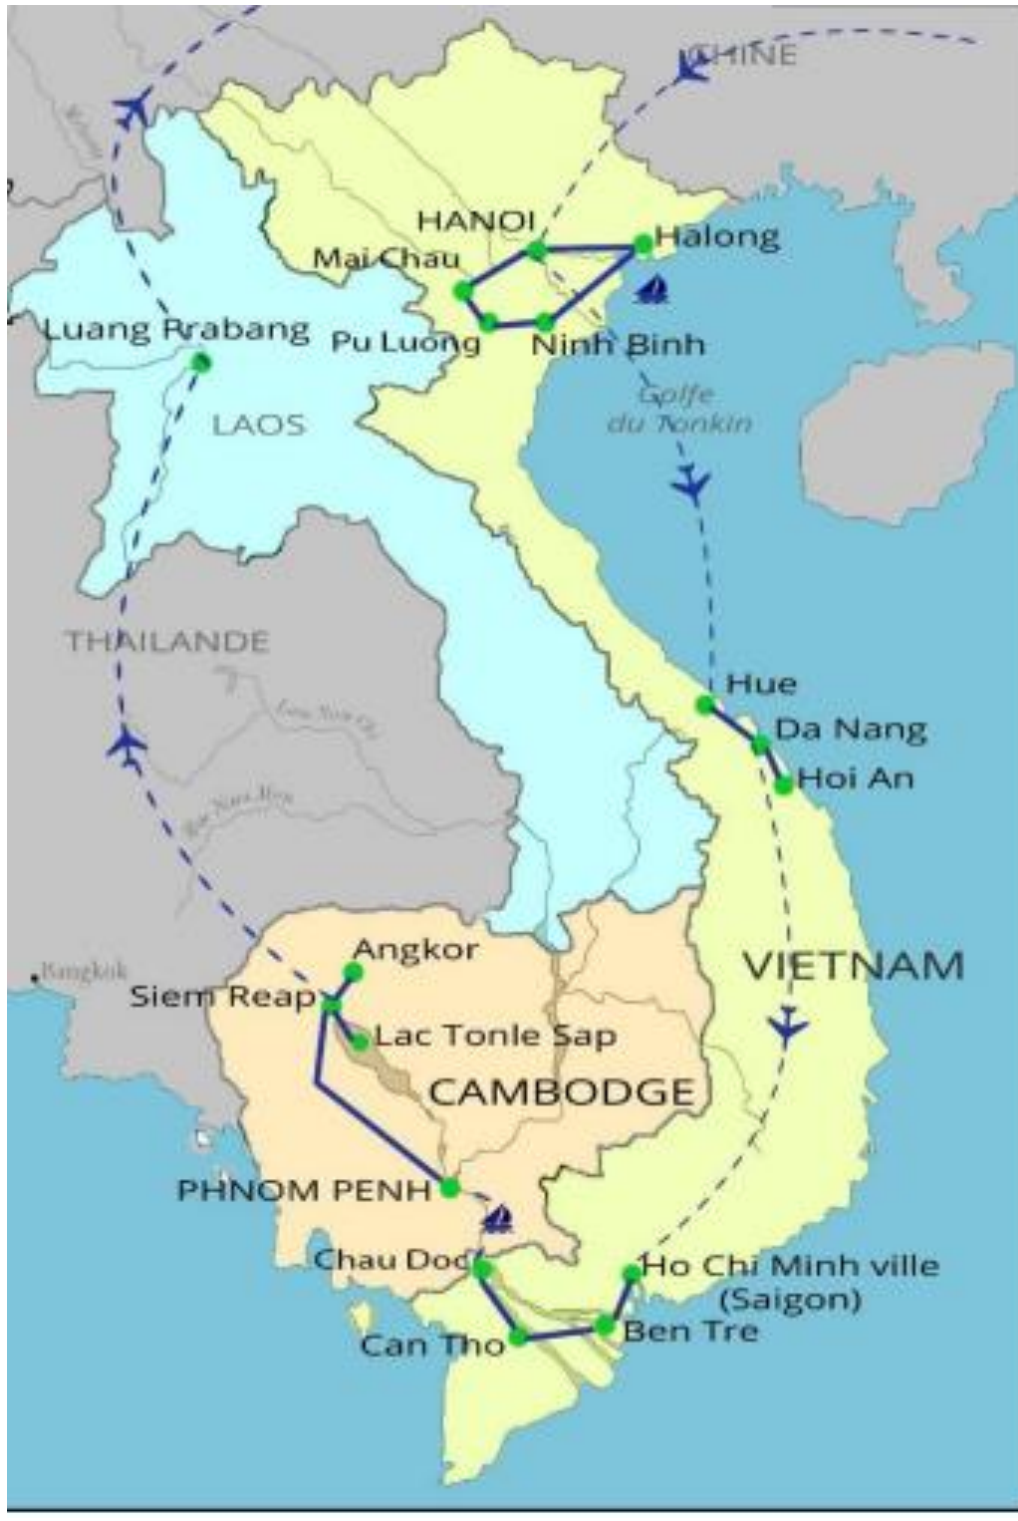 CHINE
HANOI
Halong
Mai Chau
Luang Prabang
Pu Luong
Ninh Binh
LAOS
Golfe
du Tonkin
THAILANDE
Hue
Da Nang
Hoi An
Angkor
VIETNAM
Bangkok
Siem Reap
Lac Tonle Sap
CAMBODGE
PHNOM PENH
Chau Doc
Ho Chi Minh ville
(Saigon)
Ben Tre
Can Tho